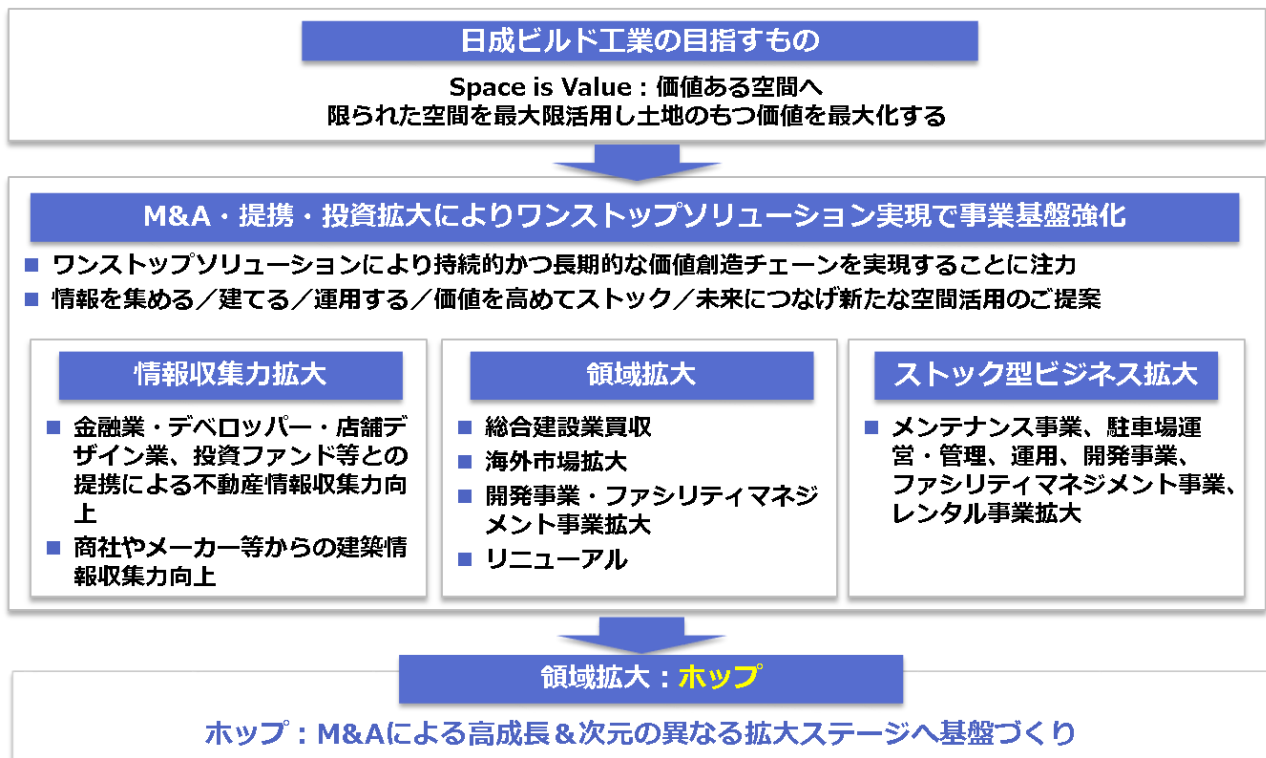 日成ビルド工業の目指すもの
Space is Value：価値ある空間へ
限られた空間を最大限活用し土地のもつ価値を最大化する
M&A・提携・投資拡大によりワンストップソリューション実現で事業基盤強化
■ ワンストップソリューションにより持続的かつ長期的な価値創造チェーンを実現することに注力
■ 情報を集める／建てる／運用する／価値を高めてストック／未来につなげ新たな空間活用のご提案
情報収集力拡大
■ 金融業・デベロッパー・店舗デ
ザイン業、投資ファンド等との
提携による不動産情報収集力向
上
■ 商社やメーカー等からの建築情
報収集力向上
領域拡大
■ 総合建設業買収
■ 海外市場拡大
■ 開発事業・ファシリティマネジ
メント事業拡大
■ リニューアル
ストック型ビジネス拡大
■ メンテナンス事業、駐車場運
営・管理、運用、開発事業、
ファシリティマネジメント事業、
レンタル事業拡大
領域拡大：ホップ
ホップ：M&Aによる高成長＆次元の異なる拡大ステージへ基盤づくり